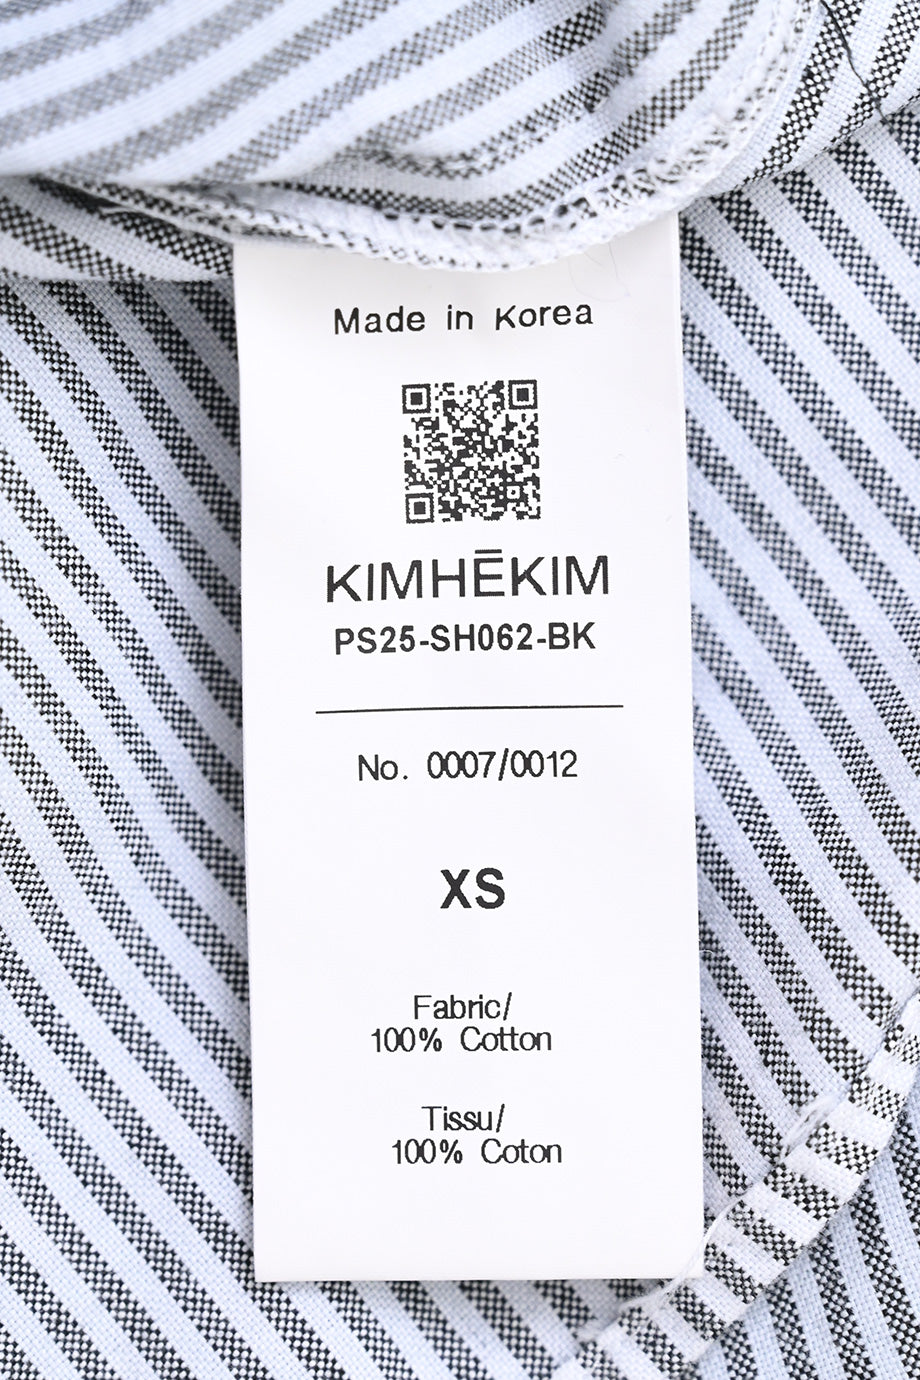 Made in Korea
KIMHĒKIM
PS25-SH062-BK
No. 0007/0012
XS
Fabric/
100% Cotton
Tissu/
100% Coton